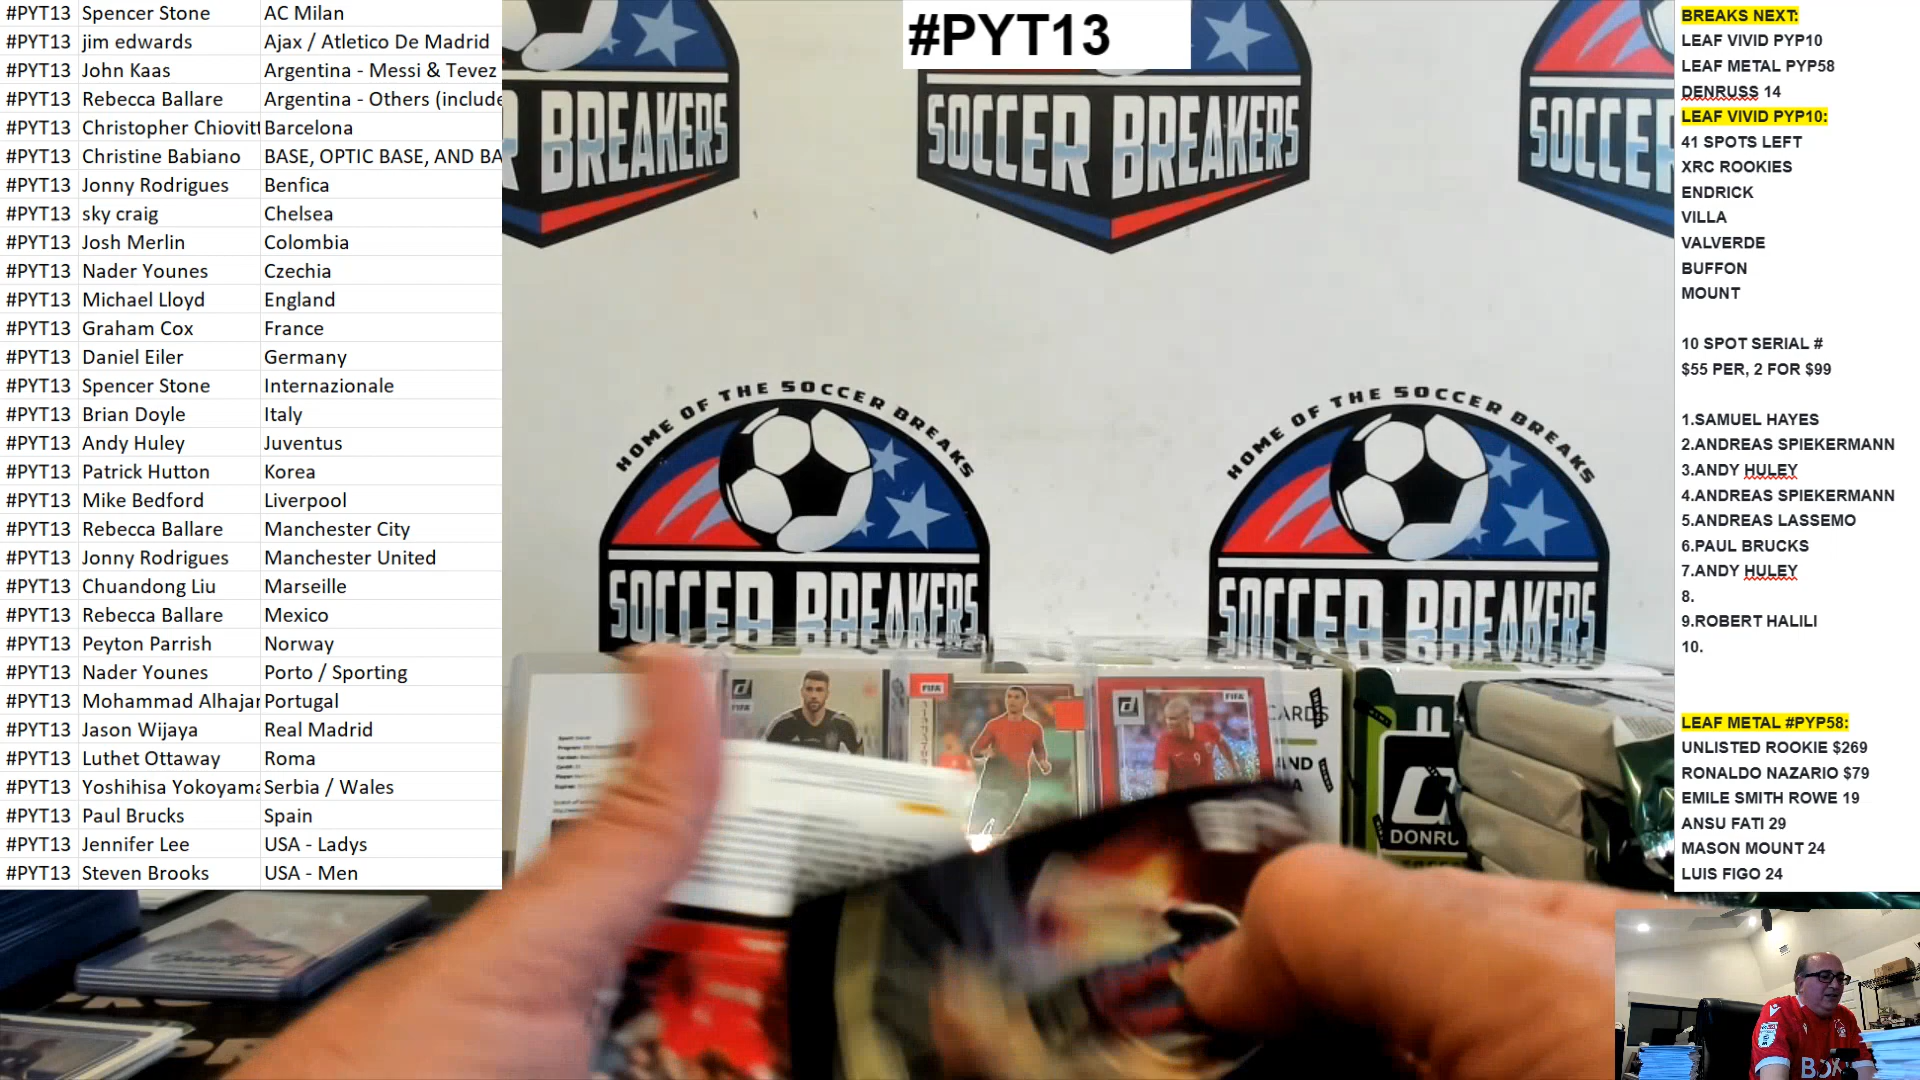 #PYT13 Spencer Stone AC Milan
#PYT13 jim edwards Ajax / Atletico De Madrid
#PYT13 John Kaas Argentina - Messi & Tevez
#PYT13 Rebecca Ballare Argentina - Others (include
#PYT13 Christopher Chiovitt Barcelona
#PYT13 Christine Babiano BASE, OPTIC BASE, AND BA
#PYT13 Jonny Rodrigues Benfica
#PYT13 sky craig Chelsea
#PYT13 Josh Merlin Colombia
#PYT13 Nader Younes Czechia
#PYT13 Michael Lloyd England
#PYT13 Graham Cox France
#PYT13 Daniel Eiler Germany
#PYT13 Spencer Stone Internazionale
#PYT13 Brian Doyle Italy
#PYT13 Andy Huley Juventus
#PYT13 Patrick Hutton Korea
#PYT13 Mike Bedford Liverpool
#PYT13 Rebecca Ballare Manchester City
#PYT13 Jonny Rodrigues Manchester United
#PYT13 Chuandong Liu Marseille
#PYT13 Rebecca Ballare Mexico
#PYT13 Peyton Parrish Norway
#PYT13 Nader Younes Porto / Sporting
#PYT13 Mohammad Alhajar Portugal
#PYT13 Jason Wijaya Real Madrid
#PYT13 Luthet Ottaway Roma
#PYT13 Yoshihisa Yokoyama Serbia / Wales
#PYT13 Paul Brucks Spain
#PYT13 Jennifer Lee USA - Ladys
#PYT13 Steven Brooks USA - Men
#PYT13
R BREAKERS
SOCCER BREAKERS
SOCCER
HOME OF THE SOCCER BREAKS
SOCCER BREAKERS
HOME OF THE SOCCER BREAKS
SOCCER BREAKERS
FIFA
FIFA
FIFA
CARDS
AND
DONRU
BREAKS NEXT:
LEAF VIVID PYP10
LEAF METAL PYP58
DENRUSS 14
LEAF VIVID PYP10:
41 SPOTS LEFT
XRC ROOKIES
ENDRICK
VILLA
VALVERDE
BUFFON
MOUNT
10 SPOT SERIAL #
$55 PER, 2 FOR $99
1.SAMUEL HAYES
2.ANDREAS SPIEKERMANN
3.ANDY HULEY
4.ANDREAS SPIEKERMANN
5.ANDREAS LASSEMO
6.PAUL BRUCKS
7.ANDY HULEY
8.
9.ROBERT HALILI
10.
LEAF METAL #PYP58:
UNLISTED ROOKIE $269
RONALDO NAZARIO $79
EMILE SMITH ROWE 19
ANSU FATI 29
MASON MOUNT 24
LUIS FIGO 24